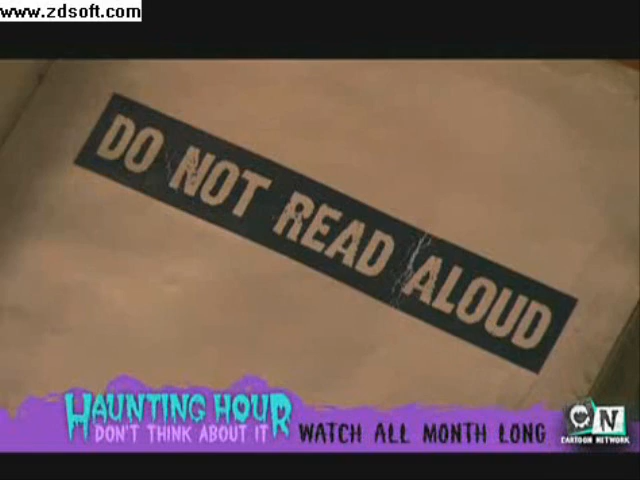 www.zdsoft.com
DO NOT READ ALOUD
HAUNTING HOUR
DON'T THINK ABOUT IT
WATCH ALL MONTH LONG
CN
CARTOON NETWORK